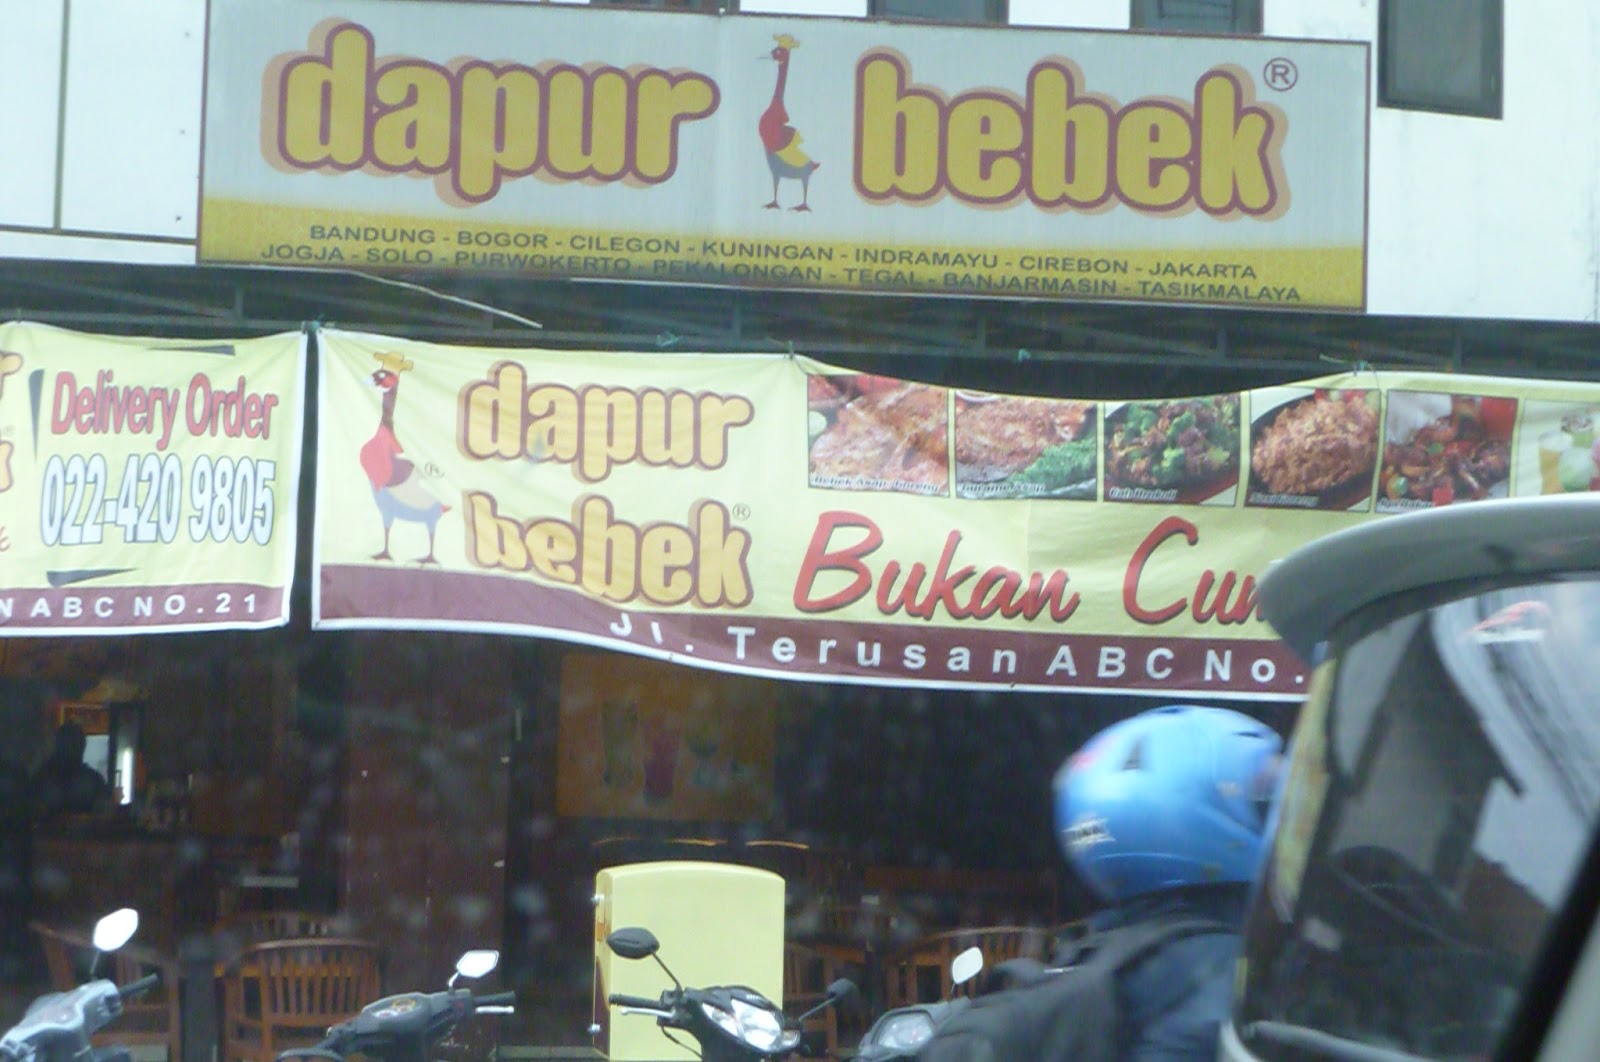 dapur bebek ®
BANDUNG - BOGOR - CILEGON - KUNINGAN - INDRAMAYU - CIREBON - JAKARTA
JOGJA - SOLO - PURWOKERTO - PEKALONGAN - TEGAL - BANJARMASIN - TASIKMALAYA
Delivery Order
022-420 9805
N ABC NO. 21
dapur
bebek ®
®
Bukan Cum
Jl. Terusan ABC No.